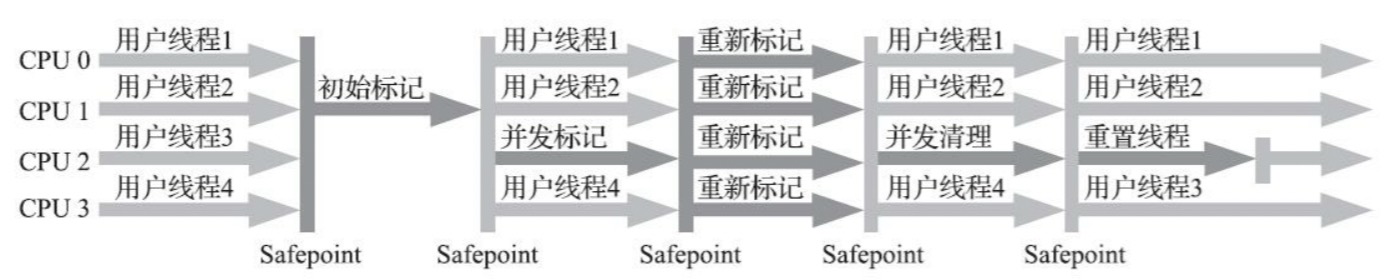 CPU 0 用户线程1 用户线程1 重新标记 用户线程1 用户线程1
CPU 1 用户线程2 初始标记 用户线程2 重新标记 用户线程2 用户线程2
CPU 2 用户线程3 并发标记 重新标记 并发清理 重置线程
CPU 3 用户线程4 用户线程4 重新标记 用户线程4 用户线程3
Safepoint Safepoint Safepoint Safepoint Safepoint